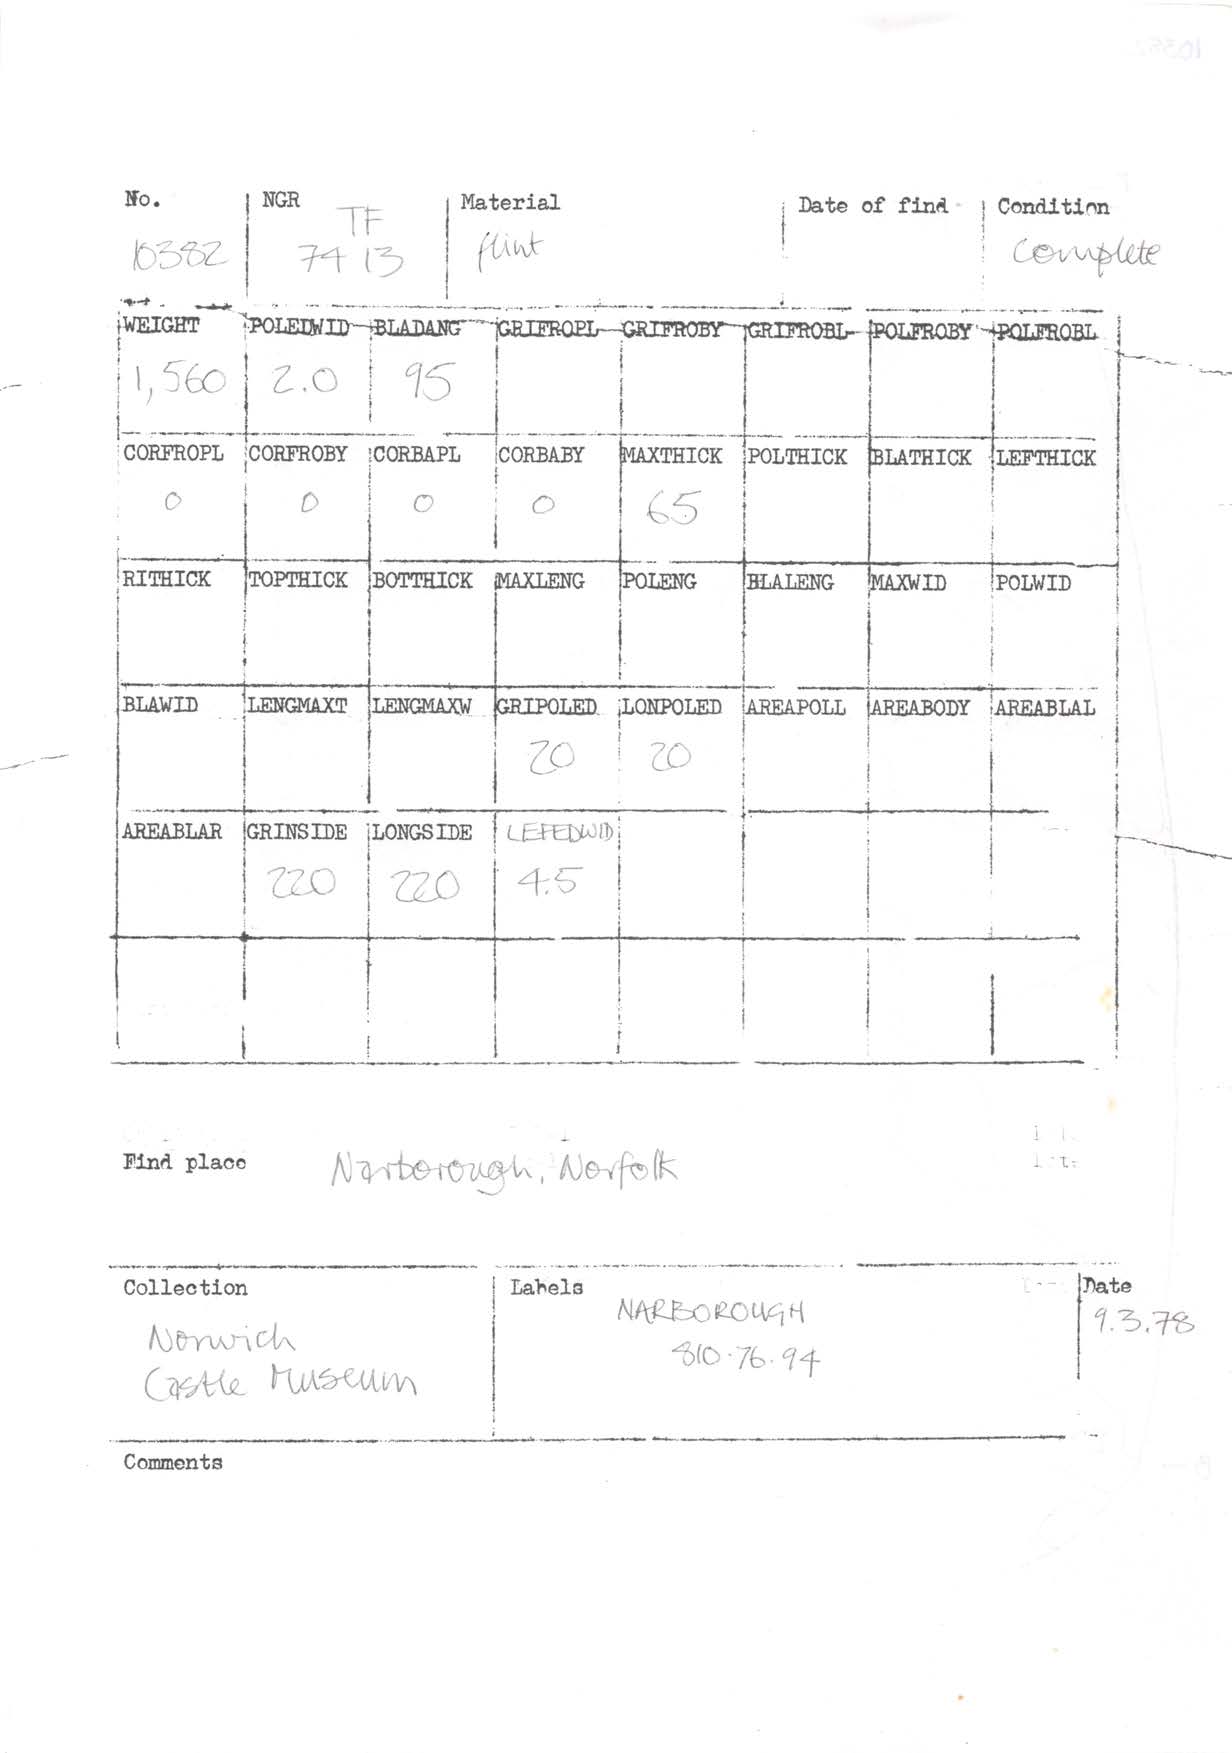 No. NGR Material Date of find Condition
10382 TF 74 13 flint complete
WEIGHT POLEDWID BLADANG GRIFROPL GRIFROBY GRIFROBL POLFROBY POLFROBL
1,560 2.0 95
CORFROPL CORFROBY CORBAPL CORBABY MAXTHICK POLTHICK BLATHICK LEFTHICK
0 0 0 0 65
RITHICK TOPTHICK BOTTHICK MAXLENG POLENG BLALENG MAXWID POLWID
BLAWID LENGMAXT LENGMAXW GRIPOLED LONPOLED AREAPOLL AREABODY AREABLAL
20 20
AREABLAR GRINSIDE LONGSIDE LEFEDWID
220 220 4.5
Find place Narborough, Norfolk
Collection Labels Date
Norwich
Castle Museum
NARBOROUGH
810.76.94
9.3.78
Comments